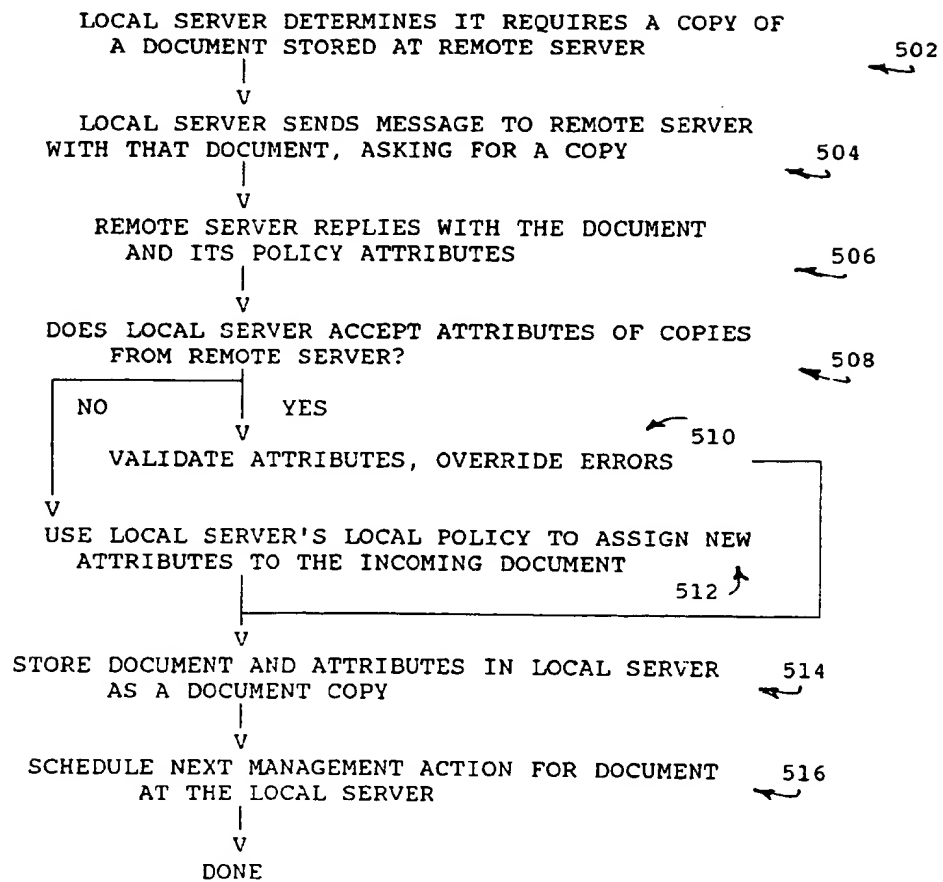 LOCAL SERVER DETERMINES IT REQUIRES A COPY OF
A DOCUMENT STORED AT REMOTE SERVER
502
V
LOCAL SERVER SENDS MESSAGE TO REMOTE SERVER
WITH THAT DOCUMENT, ASKING FOR A COPY
504
V
REMOTE SERVER REPLIES WITH THE DOCUMENT
AND ITS POLICY ATTRIBUTES
506
V
DOES LOCAL SERVER ACCEPT ATTRIBUTES OF COPIES
FROM REMOTE SERVER?
508
NO YES
V
510
VALIDATE ATTRIBUTES, OVERRIDE ERRORS
V
USE LOCAL SERVER'S LOCAL POLICY TO ASSIGN NEW
ATTRIBUTES TO THE INCOMING DOCUMENT
512
V
STORE DOCUMENT AND ATTRIBUTES IN LOCAL SERVER 514
AS A DOCUMENT COPY
V
SCHEDULE NEXT MANAGEMENT ACTION FOR DOCUMENT 516
AT THE LOCAL SERVER
V
DONE